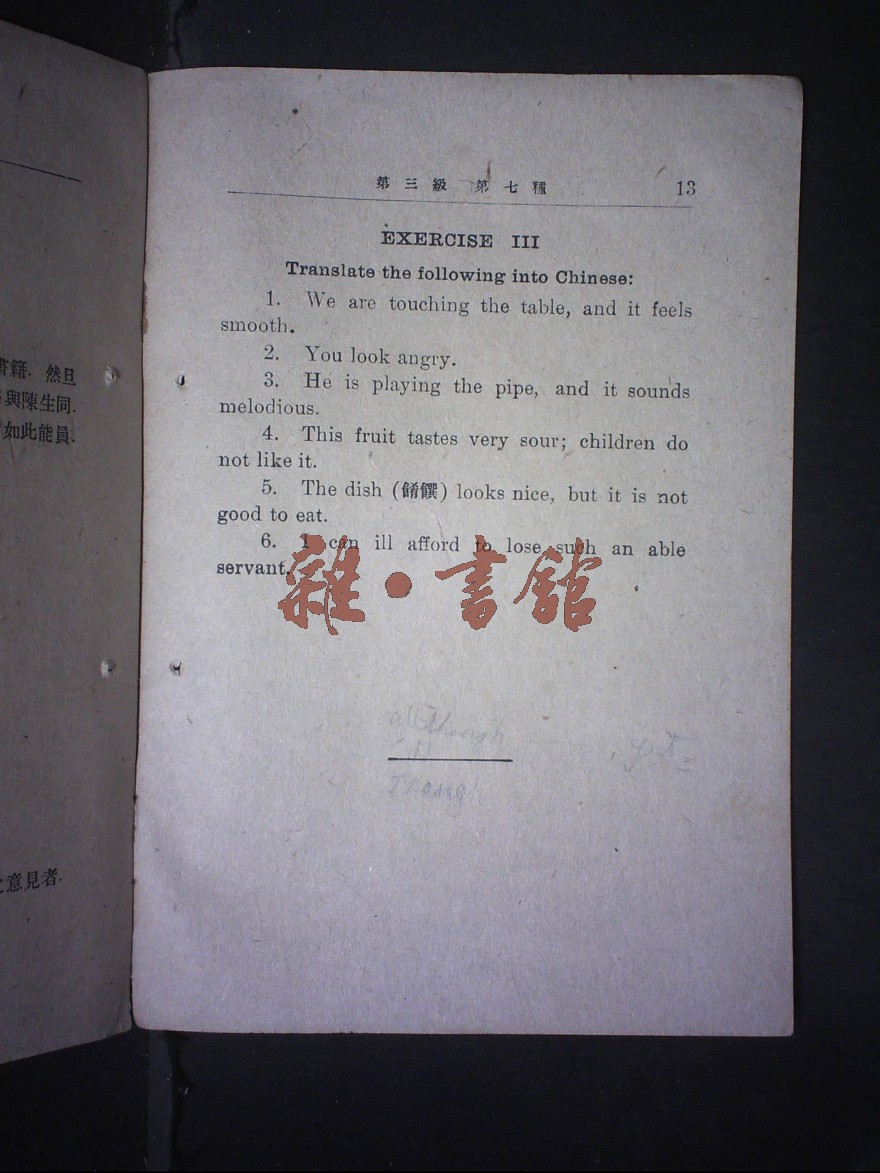 書籍. 然旦
與陳生同.
如此能員.
意見者.
第三級 第七種 13
EXERCISE III
Translate the following into Chinese:
1. We are touching the table, and it feels
smooth.
2. You look angry.
3. He is playing the pipe, and it sounds
melodious.
4. This fruit tastes very sour; children do
not like it.
5. The dish (餚饌) looks nice, but it is not
good to eat.
6. I can ill afford to lose such an able
servant.
雜·書館